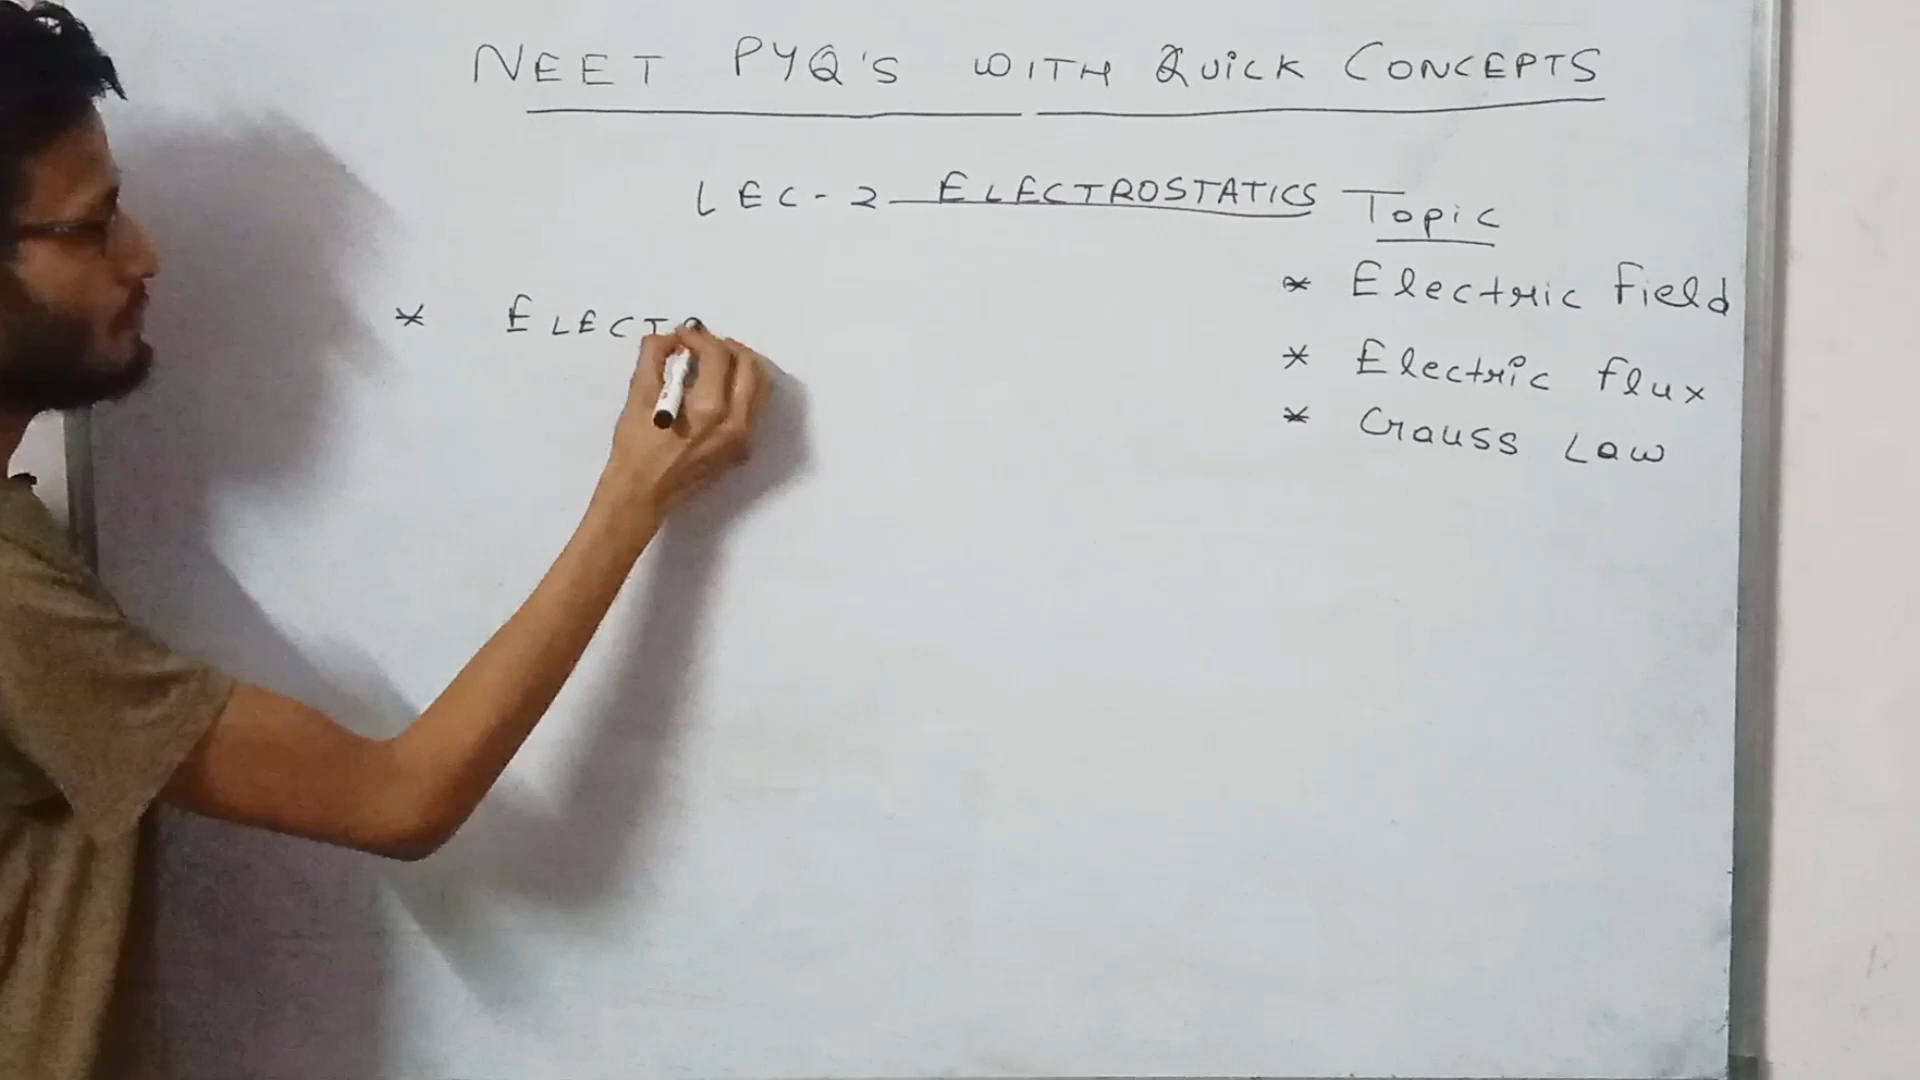 NEET PYQ'S WITH QUiCK CONCEPTS
LEC-2 ELECTROSTATICS
Topic
* Electric field
* Electric flux
* Gauss Law
* ELECT